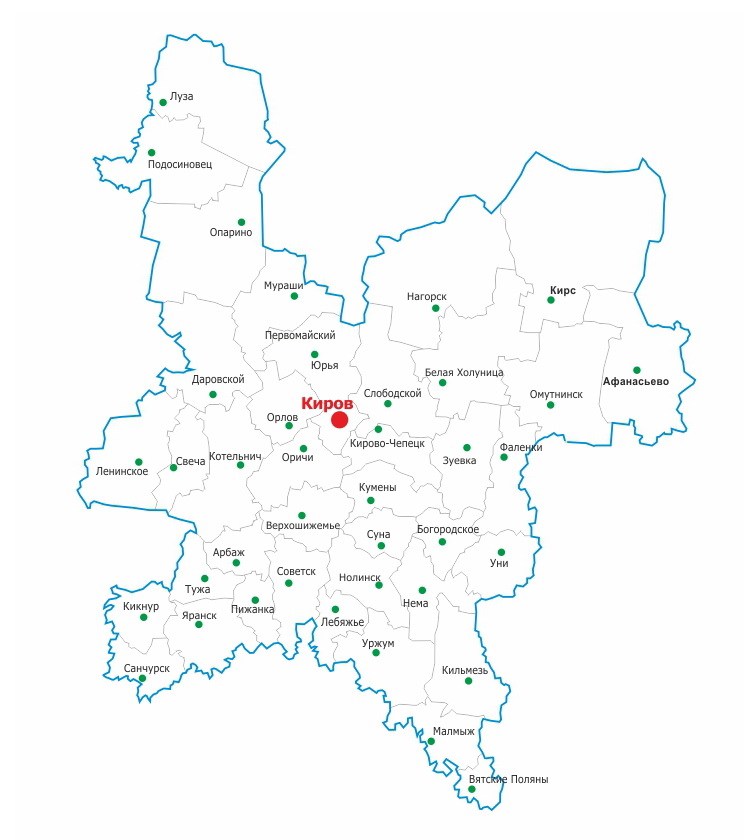 Луза
Подосиновец
Опарино
Мураши
Кирс
Нагорск
Первомайский
Юрья
Белая Холуница
Даровской
Афанасьево
Слободской
Омутнинск
Киров
Орлов
Кирово-Чепецк
Фаленки
Оричи
Котельнич
Зуевка
Свеча
Ленинское
Кумены
Верхошижемье
Богородское
Суна
Арбаж
Уни
Советск
Нолинск
Тужа
Нема
Кикнур
Пижанка
Яранск
Лебяжье
Уржум
Санчурск
Кильмезь
Малмыж
Вятские Поляны